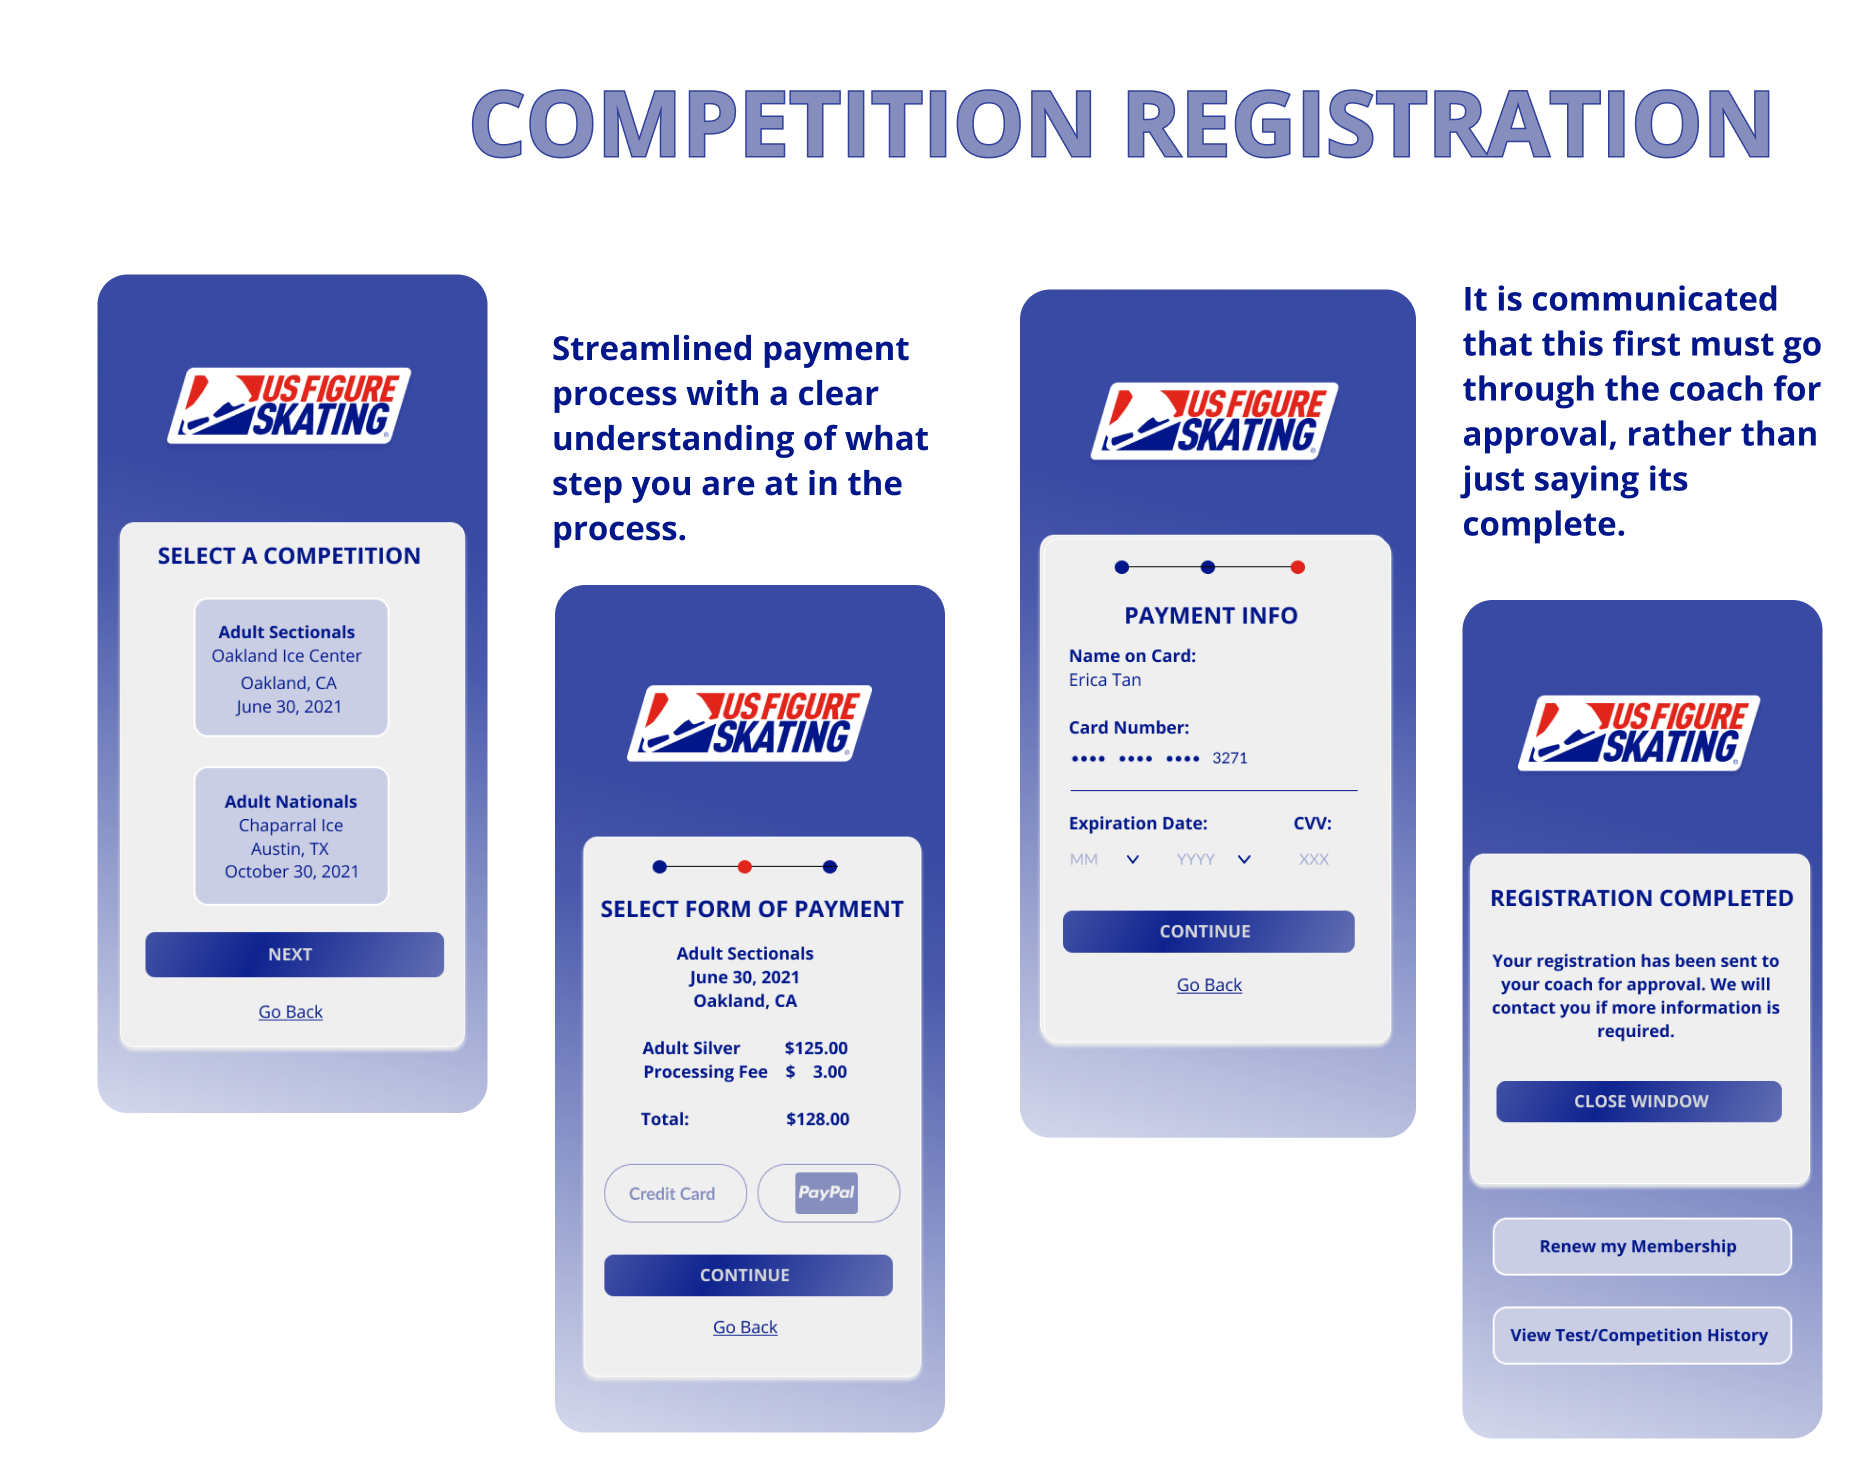 COMPETITION REGISTRATION
US FIGURE
SKATING
SELECT A COMPETITION
Adult Sectionals
Oakland Ice Center
Oakland, CA
June 30, 2021
Adult Nationals
Chaparral Ice
Austin, TX
October 30, 2021
NEXT
Go Back
Streamlined payment
process with a clear
understanding of what
step you are at in the
process.
US FIGURE
SKATING
SELECT FORM OF PAYMENT
Adult Sectionals
June 30, 2021
Oakland, CA
Adult Silver $125.00
Processing Fee $ 3.00
Total: $128.00
Credit Card PayPal
CONTINUE
Go Back
US FIGURE
SKATING
PAYMENT INFO
Name on Card:
Erica Tan
Card Number:
•••• •••• •••• 3271
Expiration Date: CVV:
MM YYYY XXX
CONTINUE
Go Back
It is communicated
that this first must go
through the coach for
approval, rather than
just saying its
complete.
US FIGURE
SKATING
REGISTRATION COMPLETED
Your registration has been sent to
your coach for approval. We will
contact you if more information is
required.
CLOSE WINDOW
Renew my Membership
View Test/Competition History